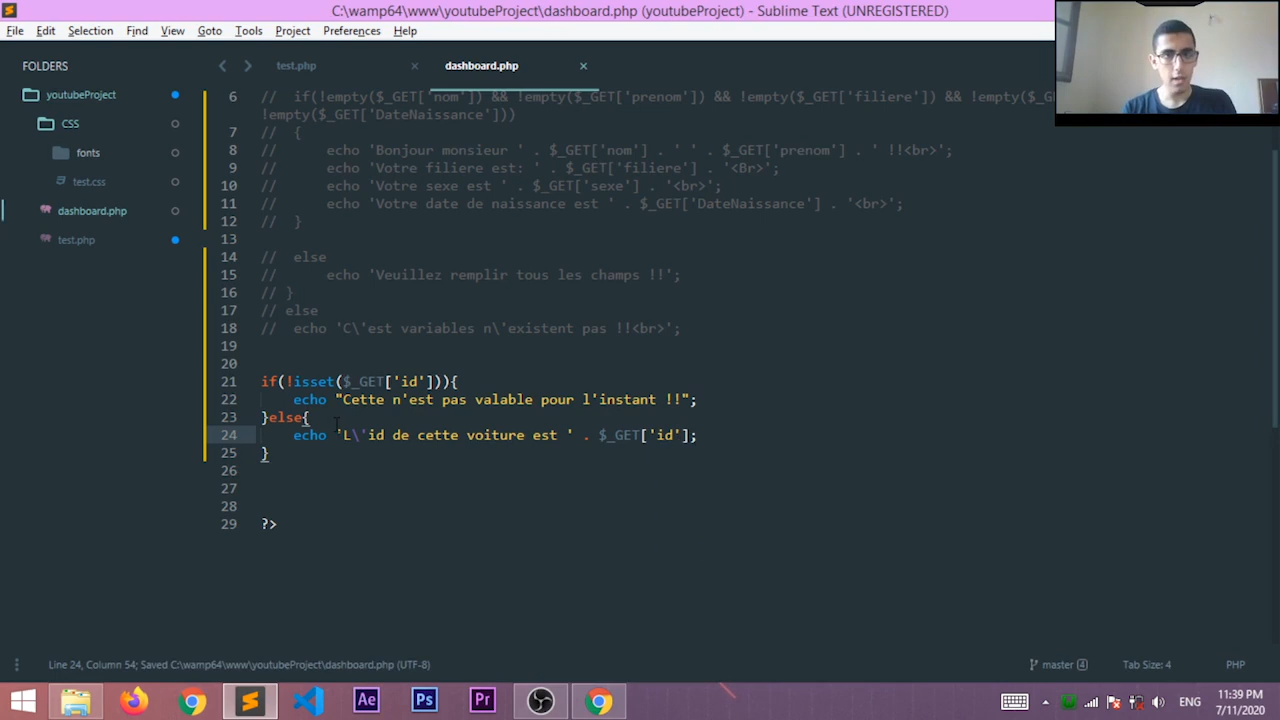 C:\wamp64\www\youtubeProject\dashboard.php (youtubeProject) - Sublime Text (UNREGISTERED)
File Edit Selection Find View Goto Tools Project Preferences Help
FOLDERS
youtubeProject
CSS
fonts
test.css
dashboard.php
test.php
test.php dashboard.php
6 // if(!empty($_GET['nom']) && !empty($_GET['prenom']) && !empty($_GET['filiere']) &&
!empty($_GET['DateNaissance']))
7 // {
8 // echo 'Bonjour monsieur ' . $_GET['nom'] . ' ' . $_GET['prenom'] . ' !!<br>';
9 // echo 'Votre filiere est: ' . $_GET['filiere'] . '<Br>';
10 // echo 'Votre sexe est ' . $_GET['sexe'] . '<br>';
11 // echo 'Votre date de naissance est ' . $_GET['DateNaissance'] . '<br>';
12 // }
13
14 // else
15 // echo 'Veuillez remplir tous les champs !!';
16 // }
17 // else
18 // echo 'C\'est variables n\'existent pas !!<br>';
19
20
21 if(!isset($_GET['id'])){
22 echo "Cette n'est pas valable pour l'instant !!";
23 }else{
24 echo 'L\'id de cette voiture est ' . $_GET['id'];
25 }
26
27
28
29 ?>
Line 24, Column 54; Saved C:\wamp64\www\youtubeProject\dashboard.php (UTF-8)
master 4 Tab Size: 4 PHP
Ae Ps Pr ENG
11:39 PM
7/11/2020